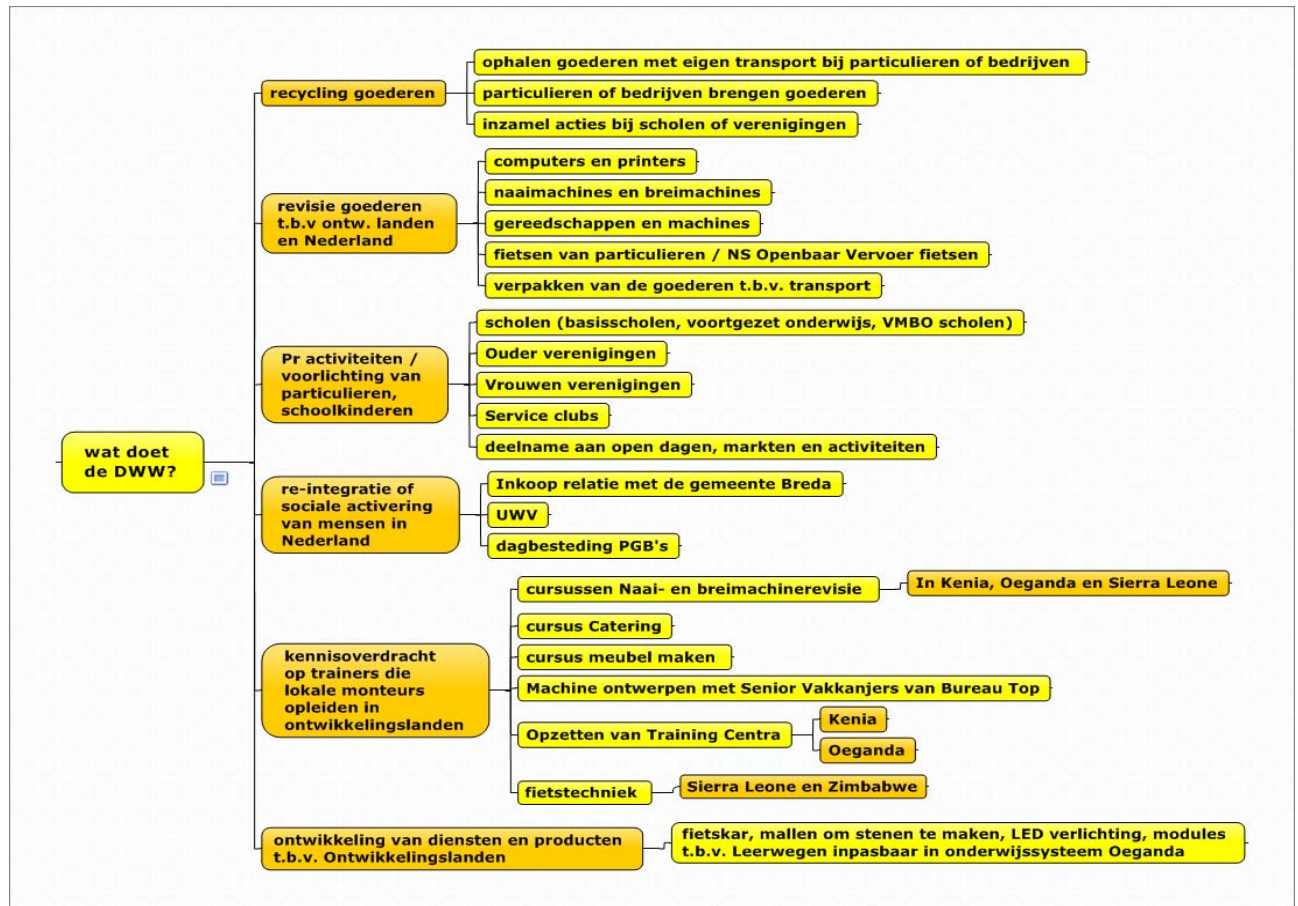 wat doet
de DWW?
recycling goederen
ophalen goederen met eigen transport bij particulieren of bedrijven
particulieren of bedrijven brengen goederen
inzamel acties bij scholen of verenigingen
revisie goederen
t.b.v ontw. landen
en Nederland
computers en printers
naaimachines en breimachines
gereedschappen en machines
fietsen van particulieren / NS Openbaar Vervoer fietsen
verpakken van de goederen t.b.v. transport
Pr activiteiten /
voorlichting van
particulieren,
schoolkinderen
scholen (basisscholen, voortgezet onderwijs, VMBO scholen)
Ouder verenigingen
Vrouwen verenigingen
Service clubs
deelname aan open dagen, markten en activiteiten
re-integratie of
sociale activering
van mensen in
Nederland
Inkoop relatie met de gemeente Breda
UWV
dagbesteding PGB's
kennisoverdracht
op trainers die
lokale monteurs
opleiden in
ontwikkelingslanden
cursussen Naai- en breimachinerevisie
In Kenia, Oeganda en Sierra Leone
cursus Catering
cursus meubel maken
Machine ontwerpen met Senior Vakkanjers van Bureau Top
Opzetten van Training Centra
Kenia
Oeganda
fietstechniek
Sierra Leone en Zimbabwe
ontwikkeling van diensten en producten
t.b.v. Ontwikkelingslanden
fietskar, mallen om stenen te maken, LED verlichting, modules
t.b.v. Leerwegen inpasbaar in onderwijssysteem Oeganda